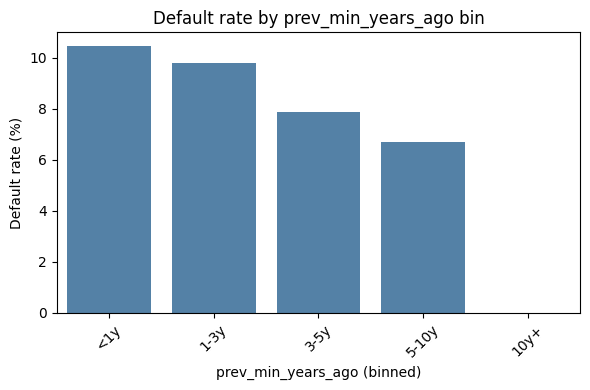 Default rate by prev_min_years_ago bin
Default rate (%)
10
8
6
4
2
0
<1y
1-3y
3-5y
5-10y
10y+
prev_min_years_ago (binned)